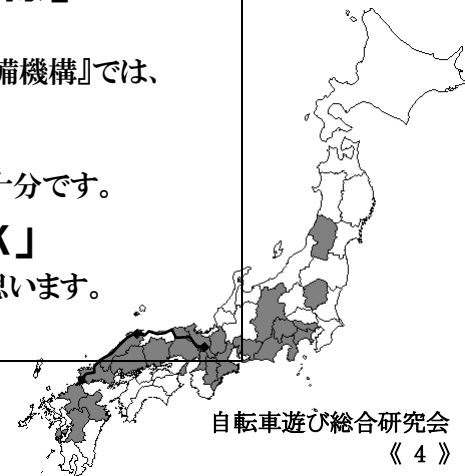 備機構』では、
十分です。
」
思います。
自転車遊び総合研究会
《 4 》